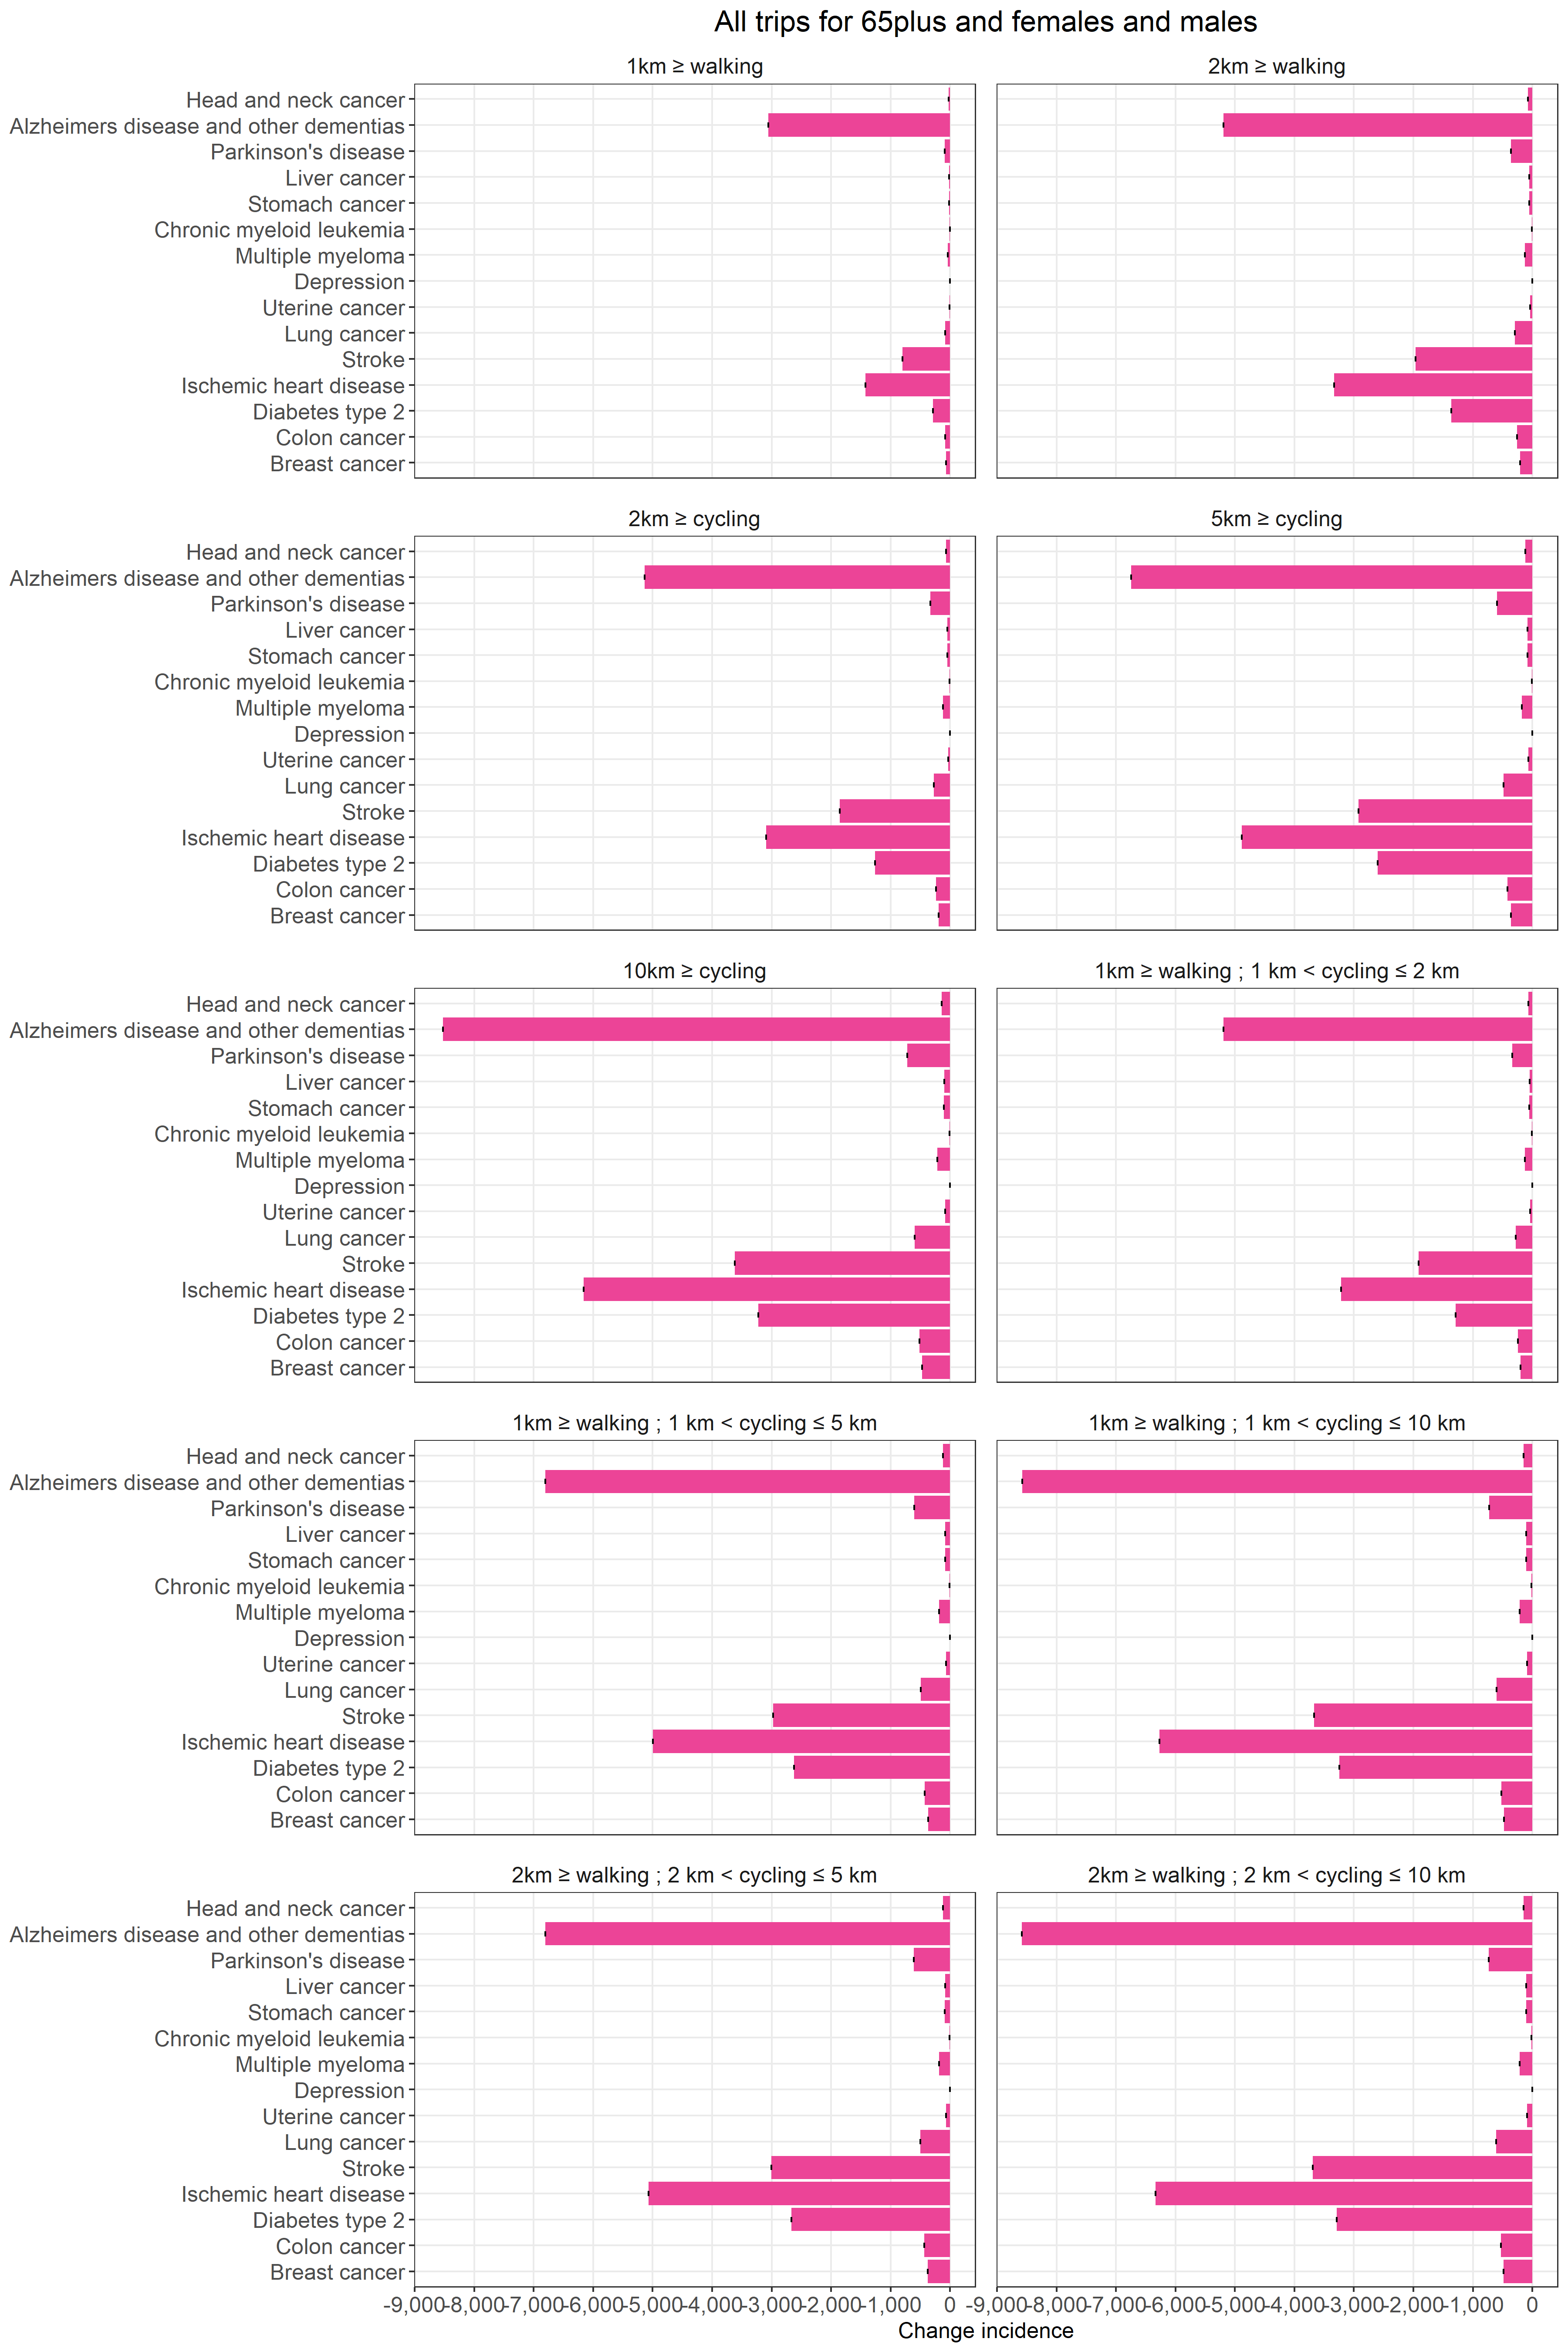 All trips for 65plus and females and males
1km ≥ walking
2km ≥ walking
Head and neck cancer
Alzheimers disease and other dementias
Parkinson's disease
Liver cancer
Stomach cancer
Chronic myeloid leukemia
Multiple myeloma
Depression
Uterine cancer
Lung cancer
Stroke
Ischemic heart disease
Diabetes type 2
Colon cancer
Breast cancer
2km ≥ cycling
5km ≥ cycling
Head and neck cancer
Alzheimers disease and other dementias
Parkinson's disease
Liver cancer
Stomach cancer
Chronic myeloid leukemia
Multiple myeloma
Depression
Uterine cancer
Lung cancer
Stroke
Ischemic heart disease
Diabetes type 2
Colon cancer
Breast cancer
10km ≥ cycling
1km ≥ walking ; 1 km < cycling ≤ 2 km
Head and neck cancer
Alzheimers disease and other dementias
Parkinson's disease
Liver cancer
Stomach cancer
Chronic myeloid leukemia
Multiple myeloma
Depression
Uterine cancer
Lung cancer
Stroke
Ischemic heart disease
Diabetes type 2
Colon cancer
Breast cancer
1km ≥ walking ; 1 km < cycling ≤ 5 km
1km ≥ walking ; 1 km < cycling ≤ 10 km
Head and neck cancer
Alzheimers disease and other dementias
Parkinson's disease
Liver cancer
Stomach cancer
Chronic myeloid leukemia
Multiple myeloma
Depression
Uterine cancer
Lung cancer
Stroke
Ischemic heart disease
Diabetes type 2
Colon cancer
Breast cancer
2km ≥ walking ; 2 km < cycling ≤ 5 km
2km ≥ walking ; 2 km < cycling ≤ 10 km
Head and neck cancer
Alzheimers disease and other dementias
Parkinson's disease
Liver cancer
Stomach cancer
Chronic myeloid leukemia
Multiple myeloma
Depression
Uterine cancer
Lung cancer
Stroke
Ischemic heart disease
Diabetes type 2
Colon cancer
Breast cancer
-9,000 -8,000 -7,000 -6,000 -5,000 -4,000 -3,000 -2,000 -1,000 0
-9,000 -8,000 -7,000 -6,000 -5,000 -4,000 -3,000 -2,000 -1,000 0
Change incidence